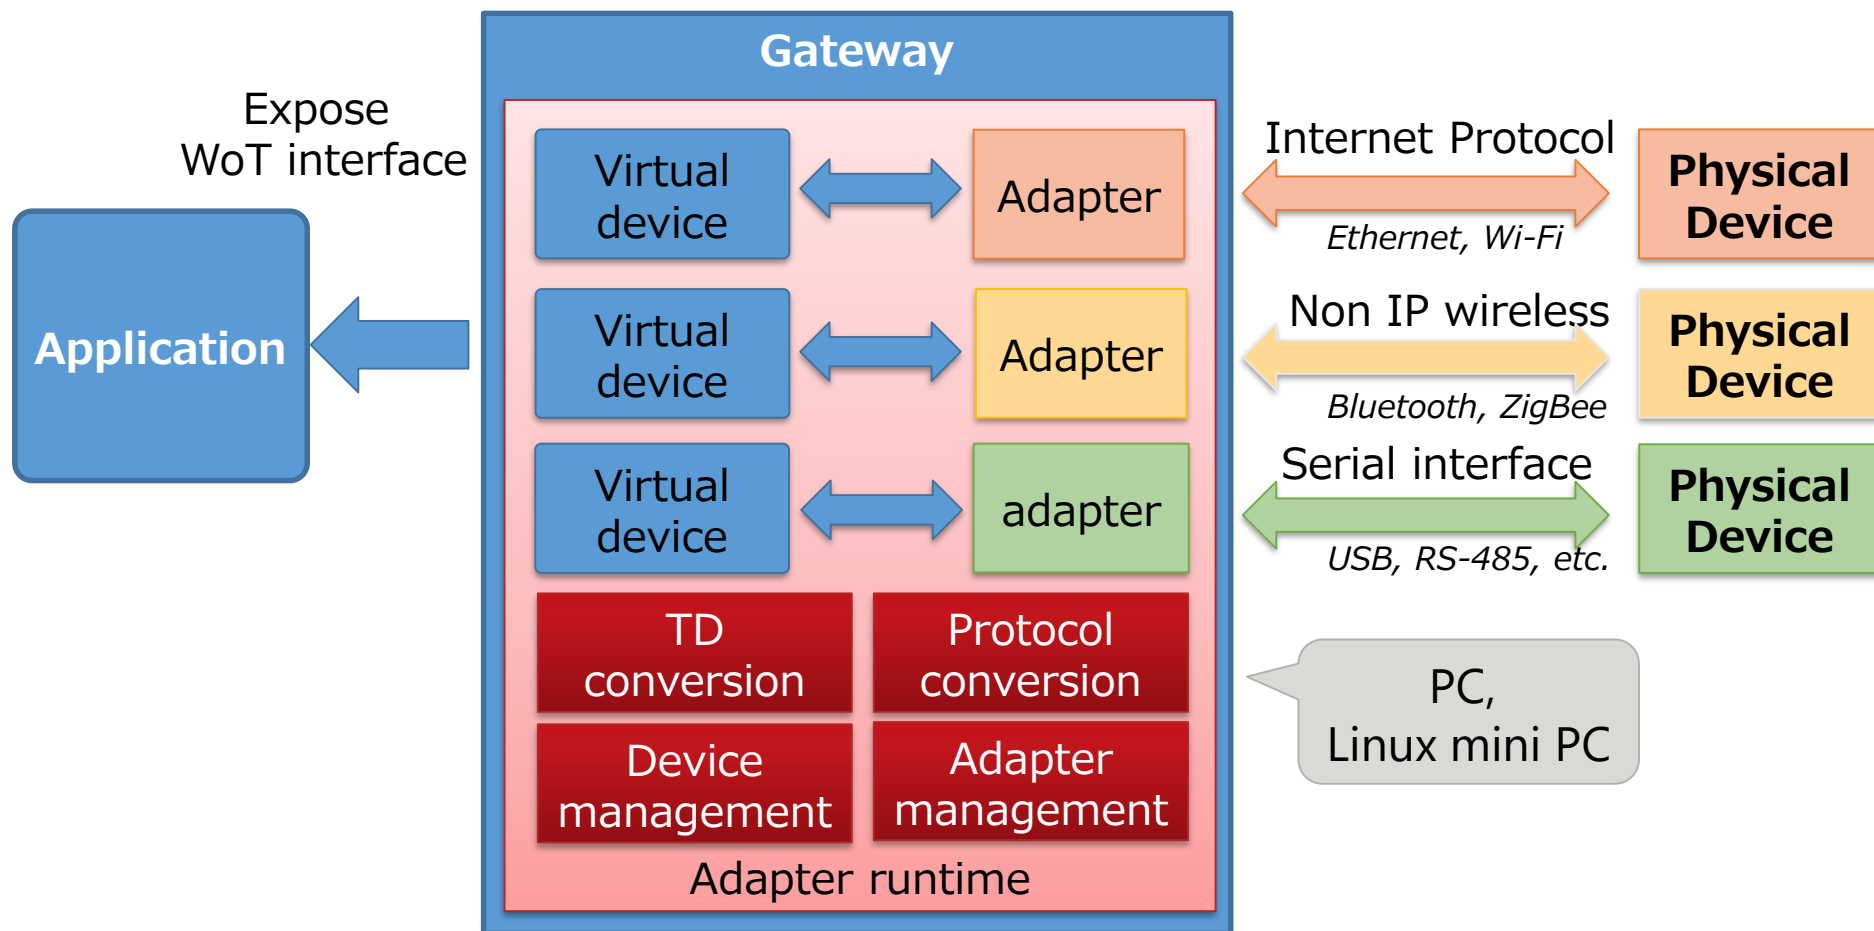 Gateway
Expose
WoT interface
Application
Virtual
device
Adapter
Internet Protocol
Ethernet, Wi-Fi
Physical
Device
Virtual
device
Adapter
Non IP wireless
Bluetooth, ZigBee
Physical
Device
Virtual
device
adapter
Serial interface
USB, RS-485, etc.
Physical
Device
TD
conversion
Protocol
conversion
Device
management
Adapter
management
Adapter runtime
PC,
Linux mini PC